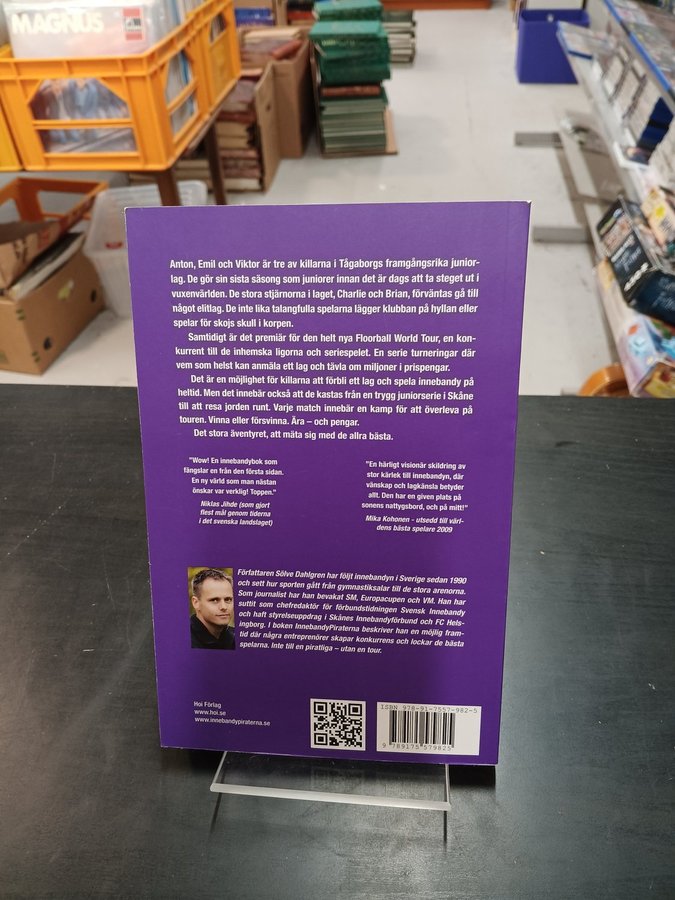 MAGNUS
Anton, Emil och Viktor är tre av killarna i Tågaborgs framgångsrika junior-
lag. De gör sin sista säsong som juniorer innan det är dags att ta steget ut i
vuxenvärlden. De stora stjärnorna i laget, Charlie och Brian, förväntas gå till
något elitlag. De inte lika talangfulla spelarna lägger klubban på hyllan eller
spelar för skojs skull i korpen.
Samtidigt är det premiär för den helt nya Floorball World Tour, en kon-
kurrent till de inhemska ligorna och seriespelet. En serie turneringar där
vem som helst kan anmäla ett lag och tävla om miljoner i prispengar.
Det är en möjlighet för killarna att förbli ett lag och spela innebandy på
heltid. Men det innebär också att de kastas från en trygg juniorserie i Skåne
till att resa jorden runt. Varje match innebär en kamp för att överleva på
touren. Vinna eller försvinna. Ära – och pengar.
Det stora äventyret, att mäta sig med de allra bästa.
"Wow! En innebandybok som
fängslar en från den första sidan.
En ny värld som man nästan
önskar var verklig! Toppen."
Niklas Jihde (som gjort
flest mål genom tiderna
i det svenska landslaget)
"En härligt visionär skildring av
stor kärlek till innebandyn, där
vänskap och lagkänsla betyder
allt. Den har en given plats på
sonens nattygsbord, och på mitt!"
Mika Kohonen - utsedd till värl-
dens bästa spelare 2009
Författaren Sölve Dahlgren har följt innebandyn i Sverige sedan 1990
och sett hur sporten gått från gymnastiksalar till de stora arenorna.
Som journalist har han bevakat SM, Europacupen och VM. Han har
suttit som chefredaktör för förbundstidningen Svensk Innebandy
och haft styrelseuppdrag i Skånes Innebandyförbund och FC Hels-
ingborg. I boken InnebandyPiraterna beskriver han en möjlig fram-
tid där några entreprenörer skapar konkurrens och lockar de bästa
spelarna. Inte till en piratliga – utan en tour.
Hoi Förlag
www.hoi.se
www.innebandypiraterna.se
ISBN 978-91-7557-982-5
9 789175 579825